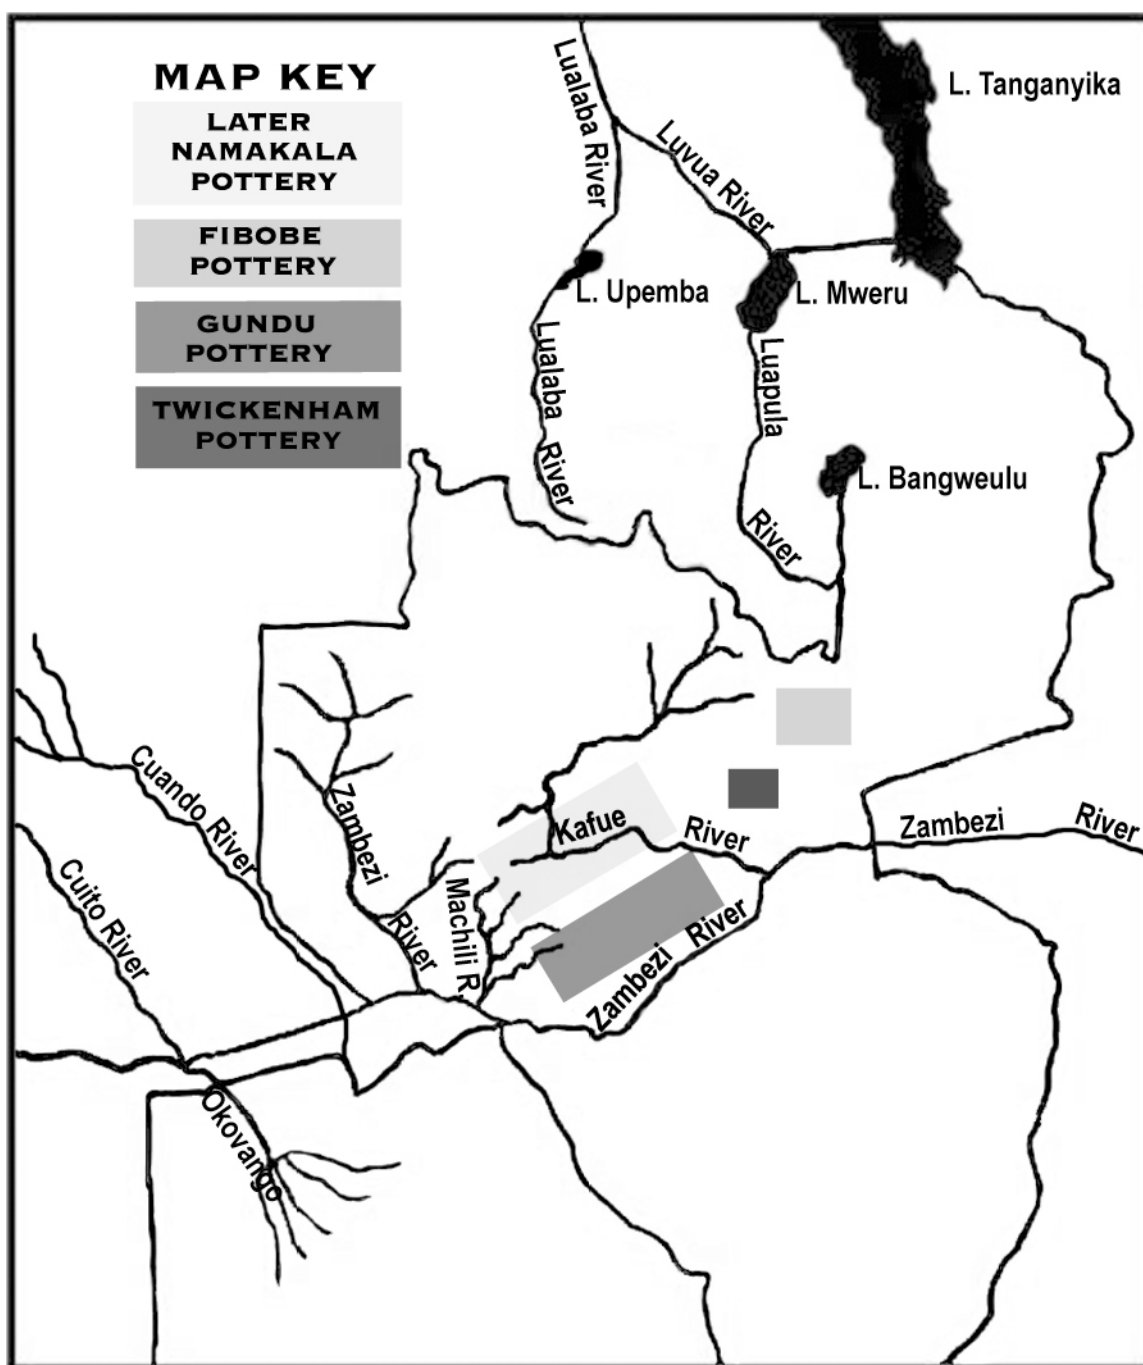 MAP KEY
LATER
NAMAKALA
POTTERY
FIBOBE
POTTERY
GUNDU
POTTERY
TWICKENHAM
POTTERY
Lualaba River
Luvua River
L. Tanganyika
L. Upemba
L. Mweru
Lualaba River
Luapula River
L. Bangweulu
Cuando River
Cuito River
Zambezi River
Machili R.
Kafue River
Zambezi River
Zambezi River
Okovango